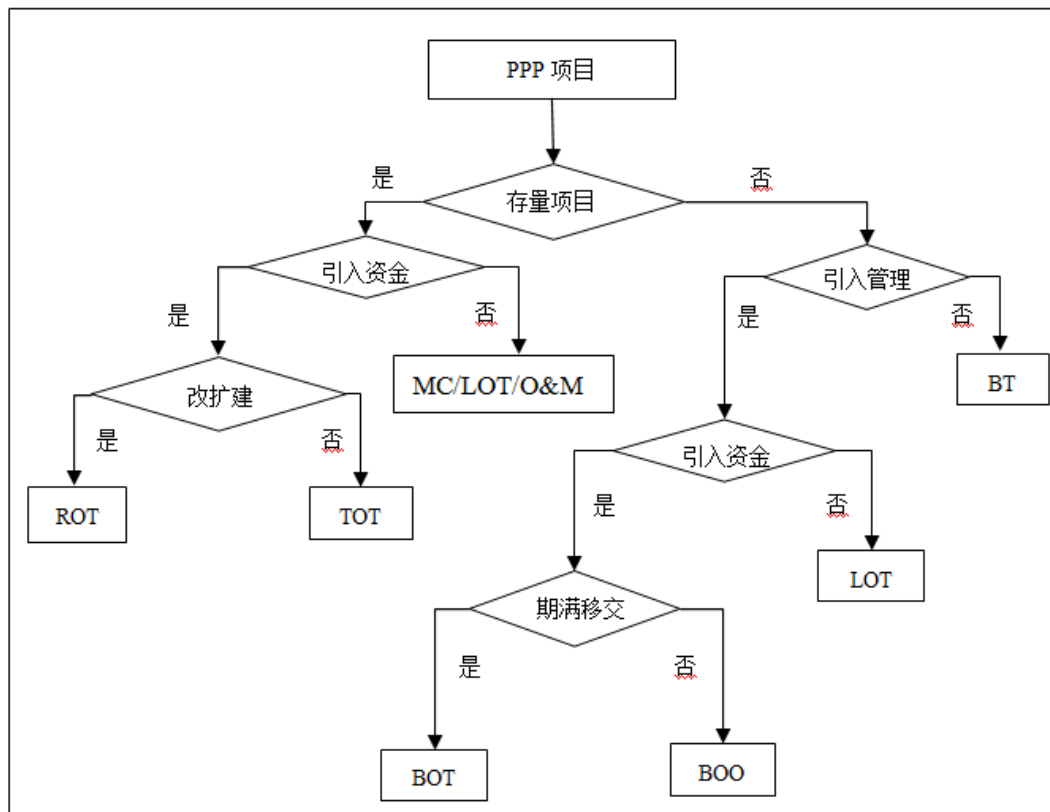 PPP 项目
是
否
存量项目
引入资金
引入管理
是
否
是
否
MC/LOT/O&M
BT
改扩建
是
否
引入资金
ROT
TOT
是
否
LOT
期满移交
是
否
BOT
BOO